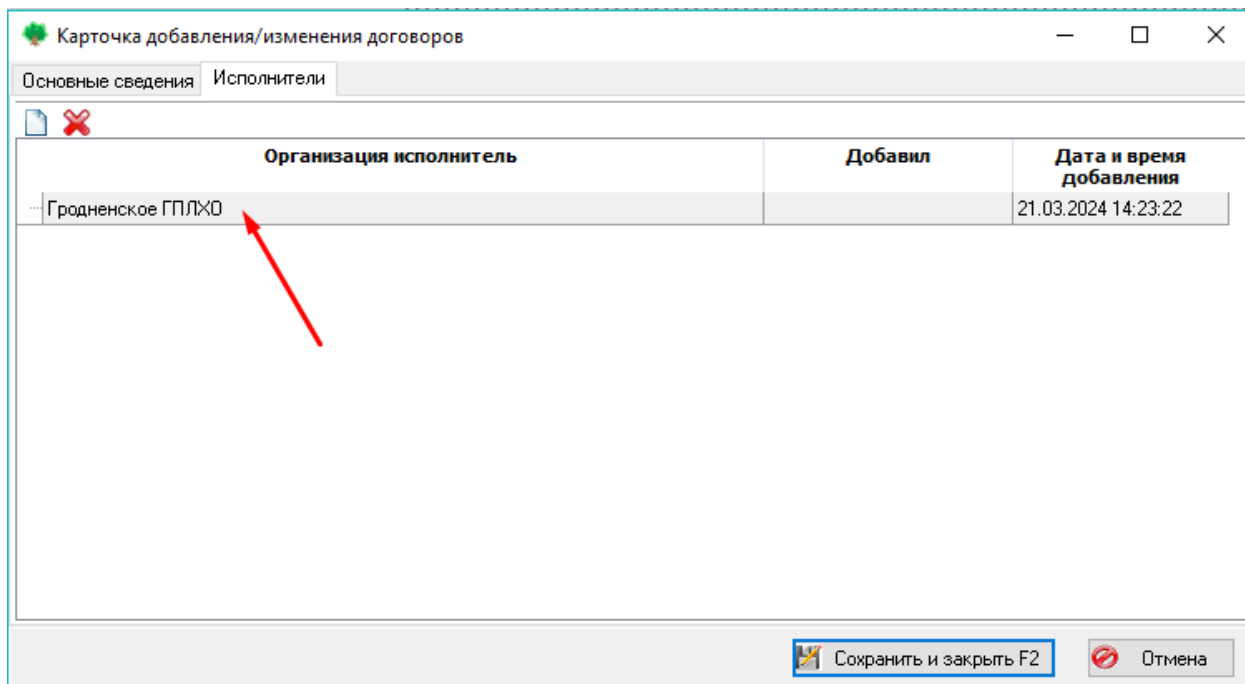 Карточка добавления/изменения договоров
Основные сведения Исполнители
Организация исполнитель Добавил Дата и время
добавления
Гродненское ГПЛХО 21.03.2024 14:23:22
Сохранить и закрыть F2 Отмена